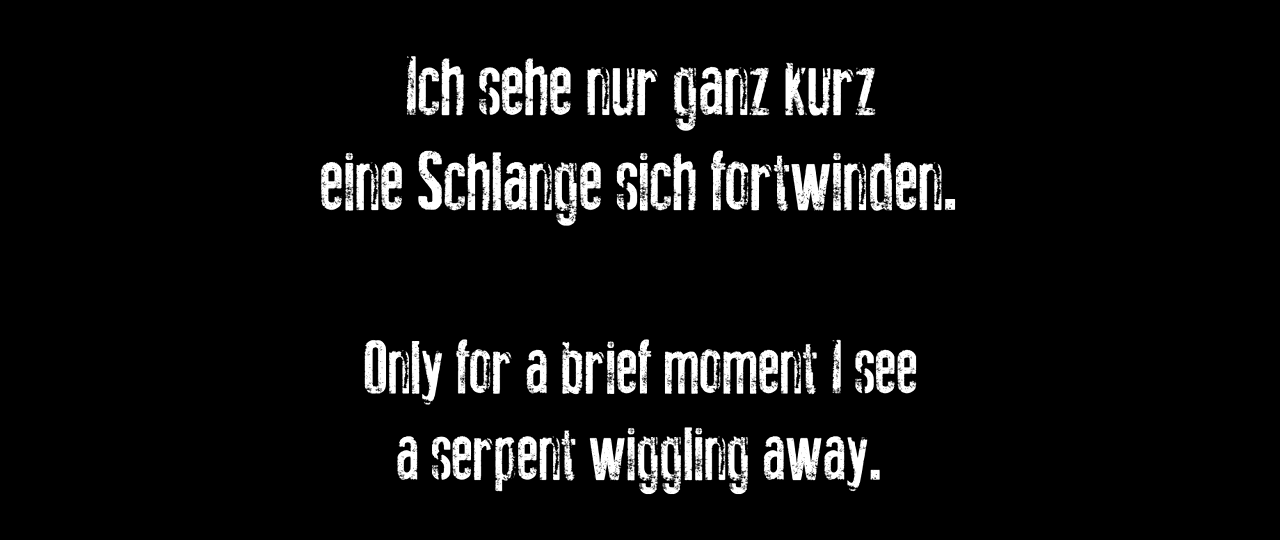 Ich sehe nur ganz kurz
eine Schlange sich fortwinden.
Only for a brief moment I see
a serpent wiggling away.